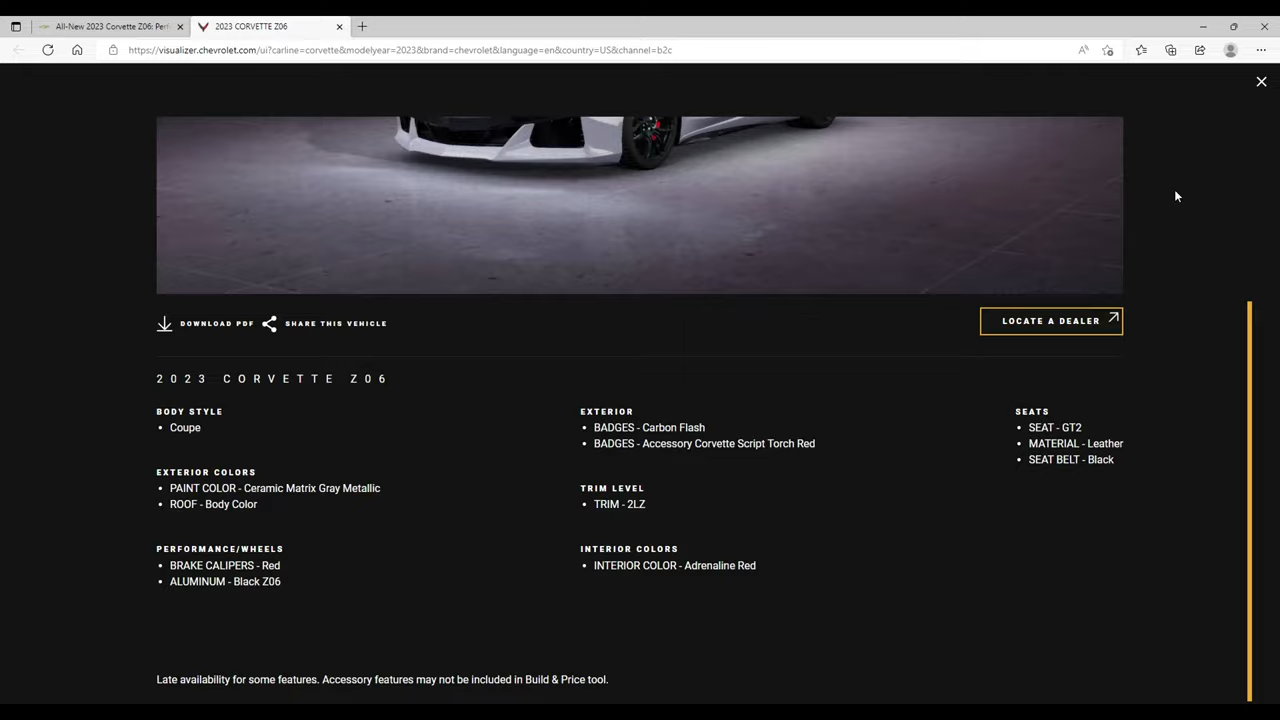 All-New 2023 Corvette Z06: Perf
2023 CORVETTE Z06
https://visualizer.chevrolet.com/ui?carline=corvette&modelyear=2023&brand=chevrolet&language=en&country=US&channel=b2c
DOWNLOAD PDF
SHARE THIS VEHICLE
LOCATE A DEALER
2023 CORVETTE Z06
BODY STYLE
• Coupe
EXTERIOR COLORS
• PAINT COLOR - Ceramic Matrix Gray Metallic
• ROOF - Body Color
PERFORMANCE/WHEELS
• BRAKE CALIPERS - Red
• ALUMINUM - Black Z06
EXTERIOR
• BADGES - Carbon Flash
• BADGES - Accessory Corvette Script Torch Red
TRIM LEVEL
• TRIM - 2LZ
INTERIOR COLORS
• INTERIOR COLOR - Adrenaline Red
SEATS
• SEAT - GT2
• MATERIAL - Leather
• SEAT BELT - Black
Late availability for some features. Accessory features may not be included in Build & Price tool.